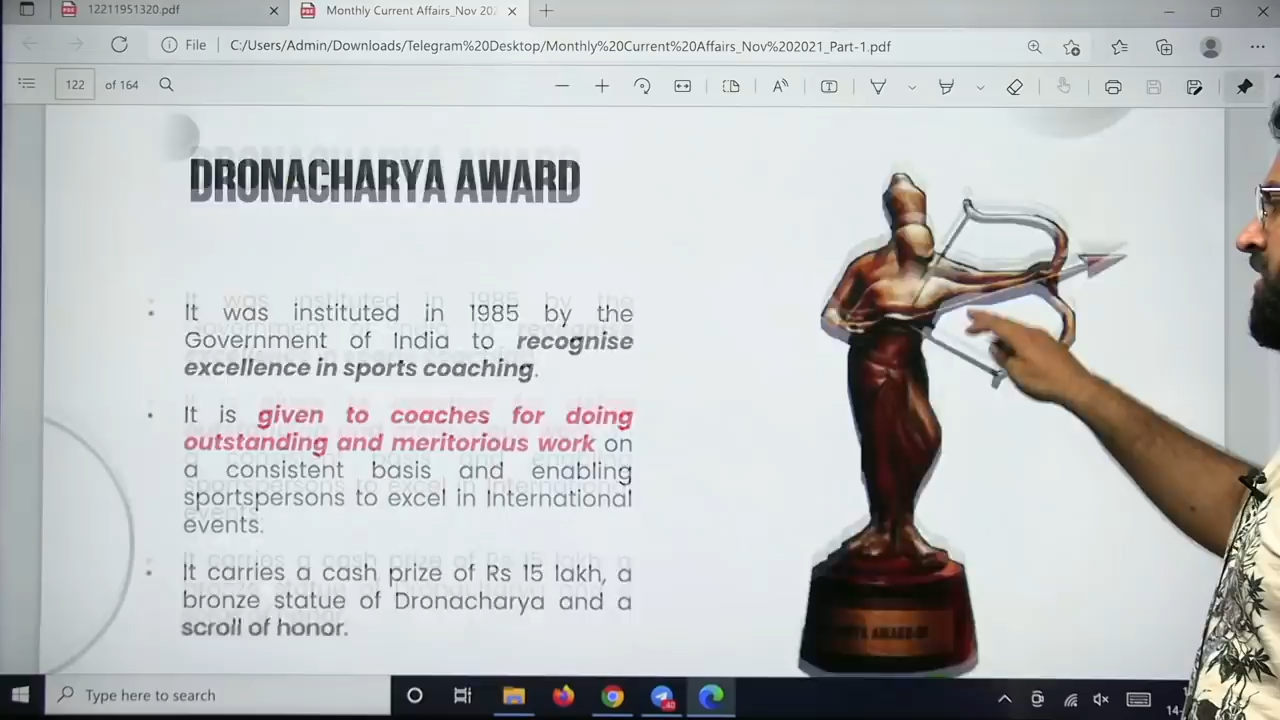 12211951320.pdf
Monthly Current Affairs_Nov 202
File
C:/Users/Admin/Downloads/Telegram%20Desktop/Monthly%20Current%20Affairs_Nov%202021_Part-1.pdf
122 of 164
DRONACHARYA AWARD
• It was instituted in 1985 by the
Government of India to recognise
excellence in sports coaching.
• It is given to coaches for doing
outstanding and meritorious work on
a consistent basis and enabling
sportspersons to excel in International
events.
• It carries a cash prize of Rs 15 lakh, a
bronze statue of Dronacharya and a
scroll of honor.
AWARD
Type here to search
40